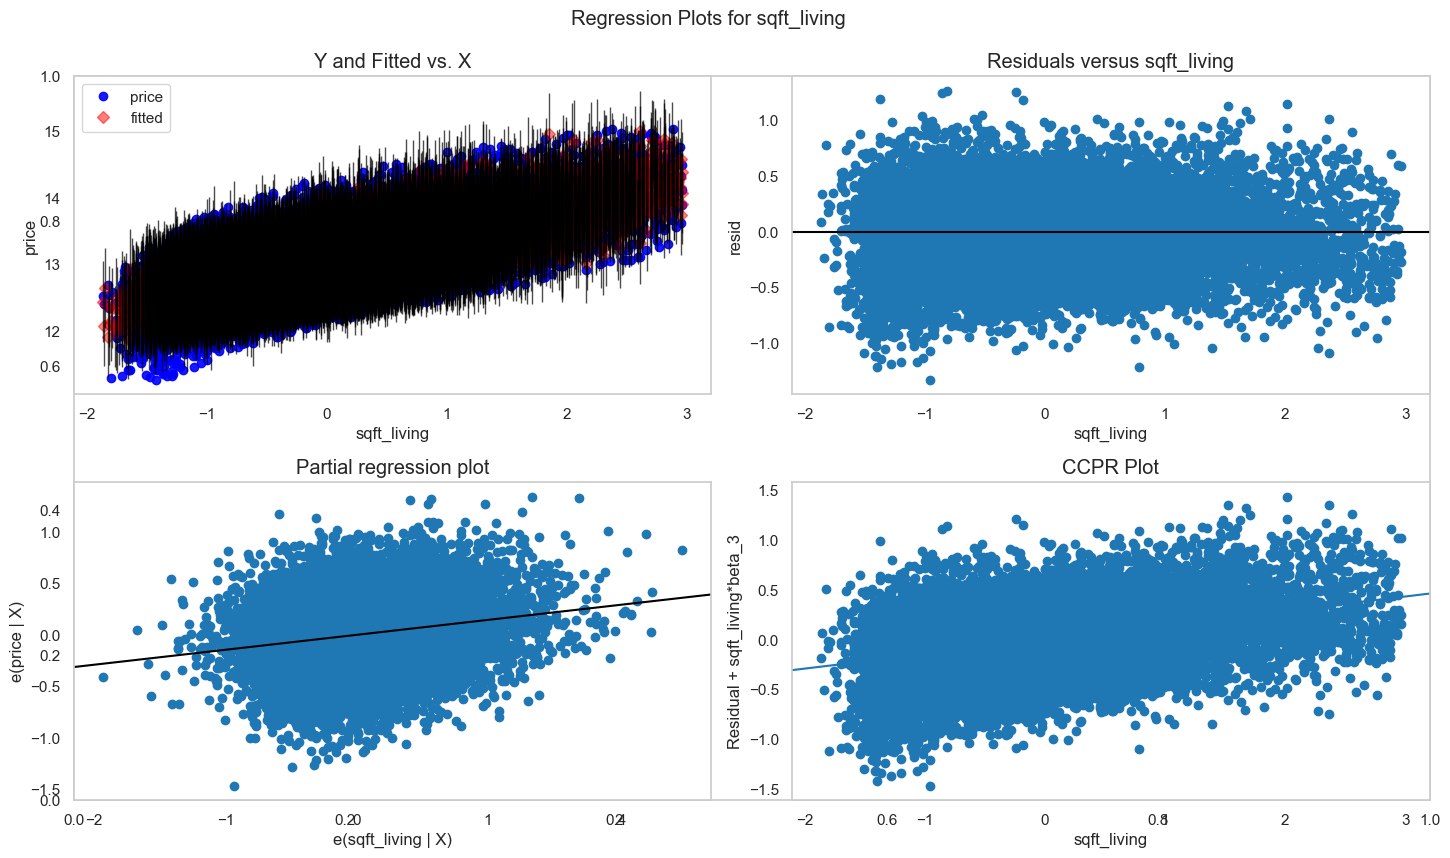 Regression Plots for sqft_living
Y and Fitted vs. X
Residuals versus sqft_living
1.0
price
fitted
15
14
0.8
13
12
0.6
price
−2 −1 0 1 2 3
sqft_living
1.0
0.5
0.0
−0.5
−1.0
resid
−2 −1 0 1 2 3
sqft_living
Partial regression plot
CCPR Plot
0.4
1.0
0.5
0.0
0.2
−0.5
−1.0
−1.5
0.0
e(price | X)
0.0 −2 −1 0.2 0 1 0.4 2
e(sqft_living | X)
1.5
1.0
0.5
0.0
−0.5
−1.0
−1.5
Residual + sqft_living*beta_3
−2 0.6 −1 0 0.8 1 2 3 1.0
sqft_living